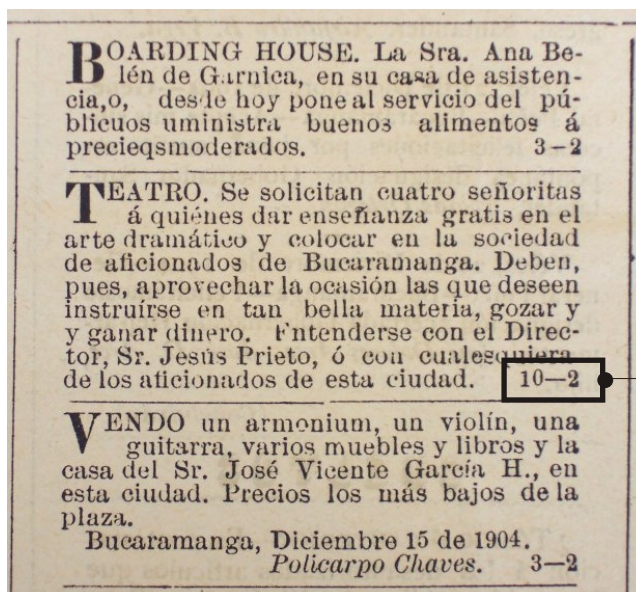 BOARDING HOUSE. La Sra. Ana Be-
lén de Garnica, en su casa de asisten-
cia,o, desde hoy pone al servicio del pú-
blicuos uministra buenos alimentos á
precieqsmoderados. 3-2
TEATRO. Se solicitan cuatro señoritas
á quiénes dar enseñanza gratis en el
arte dramático y colocar en la sociedad
de aficionados de Bucaramanga. Deben,
pues, aprovechar la ocasión las que deseen
instruírse en tan bella materia, gozar y
y ganar dinero. Entenderse con el Direc-
tor, Sr. Jesús Prieto, ó con cualesquiera
de los aficionados de esta ciudad. 10—2
VENDO un armonium, un violín, una
guitarra, varios muebles y libros y la
casa del Sr. José Vicente García H., en
esta ciudad. Precios los más bajos de la
plaza.
Bucaramanga, Diciembre 15 de 1904.
Policarpo Chaves. 3—2